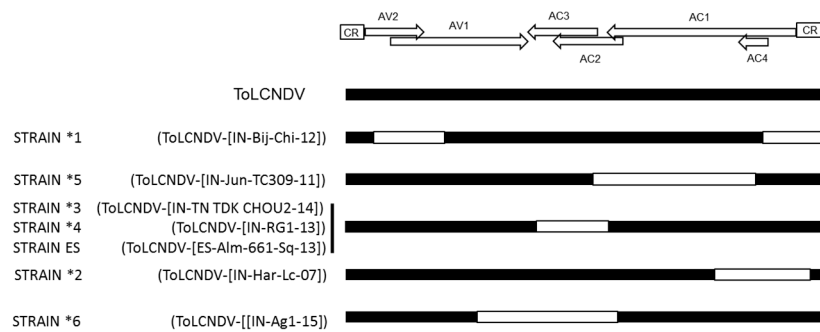 AV2 AC3 AC1
CR CR
AV1 AC2 AC4
ToLCNDV
STRAIN *1 (ToLCNDV-[IN-Bij-Chi-12])
STRAIN *5 (ToLCNDV-[IN-Jun-TC309-11])
STRAIN *3 (ToLCNDV-[IN-TN TDK CHOU2-14])
STRAIN *4 (ToLCNDV-[IN-RG1-13])
STRAIN ES (ToLCNDV-[ES-Alm-661-Sq-13])
STRAIN *2 (ToLCNDV-[IN-Har-Lc-07])
STRAIN *6 (ToLCNDV-[[IN-Ag1-15])